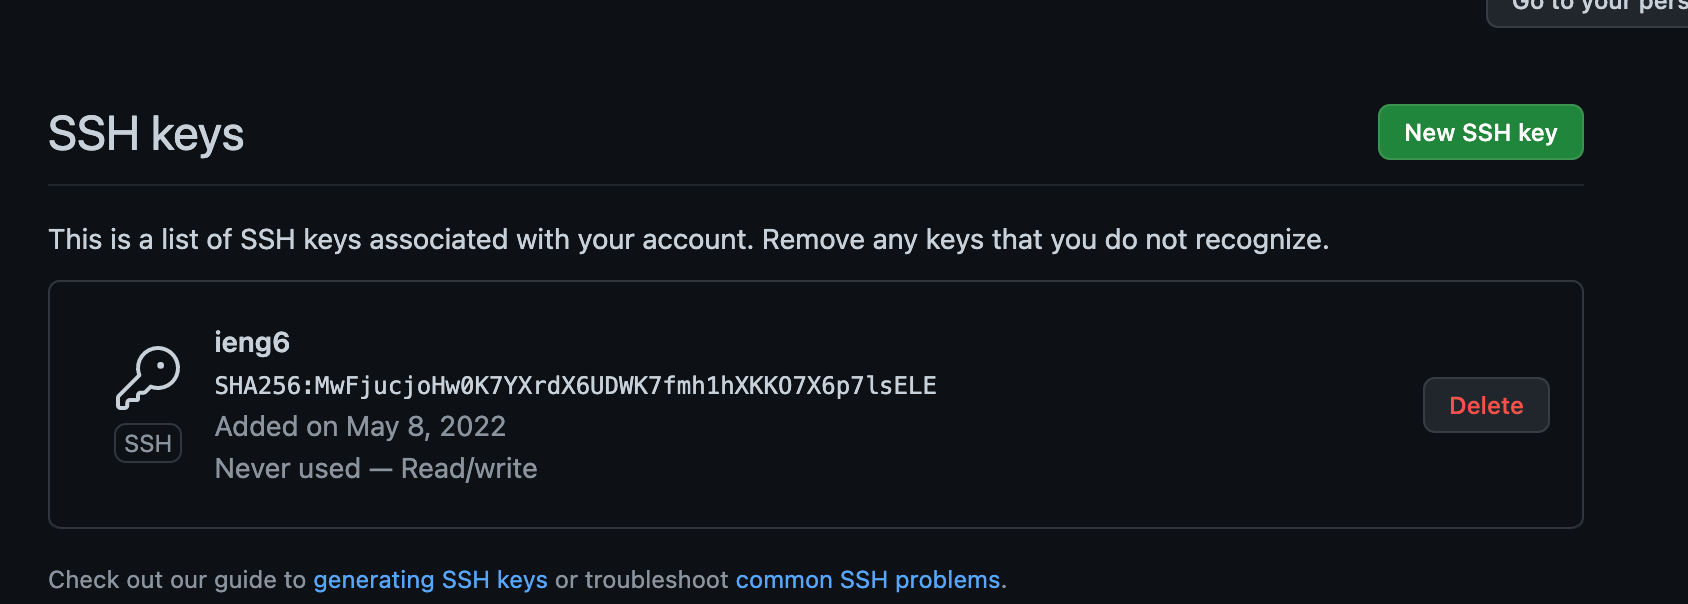 Go to your pers
SSH keys
New SSH key
This is a list of SSH keys associated with your account. Remove any keys that you do not recognize.
ieng6
SHA256:MwFjucjoHw0K7YXrdX6UDWK7fmh1hXKKO7X6p7lsELE
Added on May 8, 2022
Never used — Read/write
SSH
Delete
Check out our guide to generating SSH keys or troubleshoot common SSH problems.